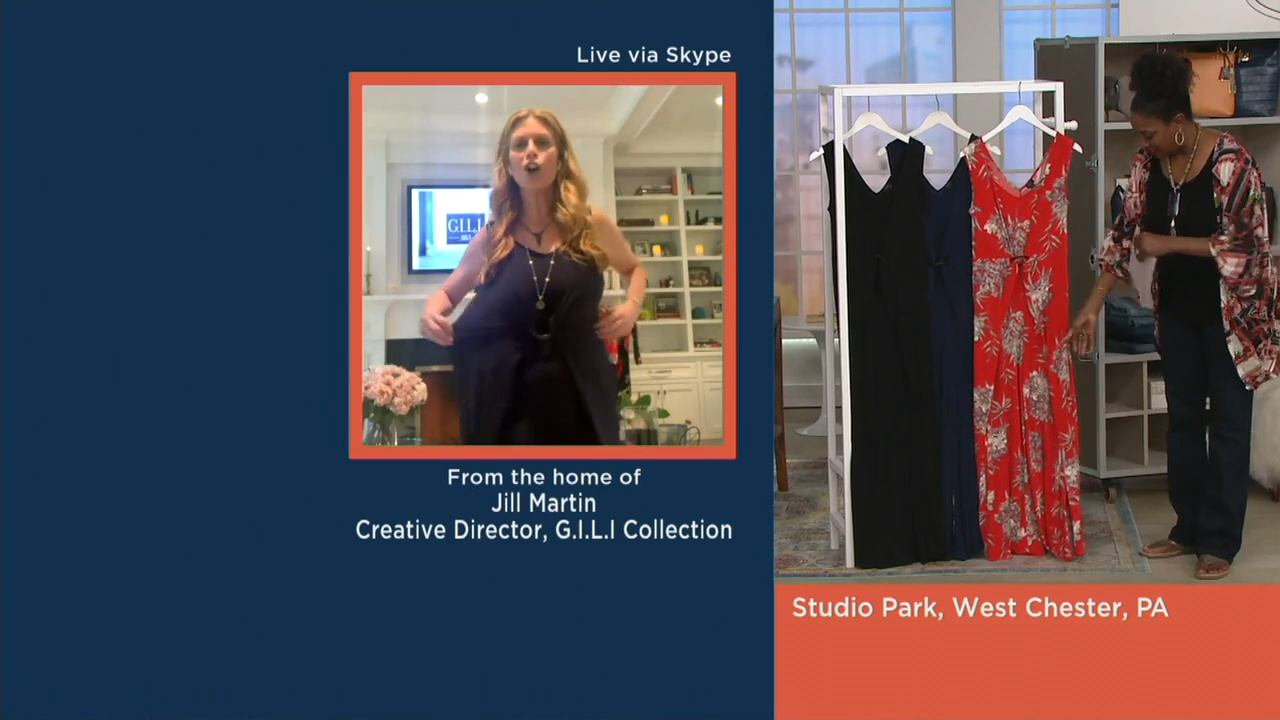 Live via Skype
G.I.L.I
From the home of
Jill Martin
Creative Director, G.I.L.I Collection
Studio Park, West Chester, PA